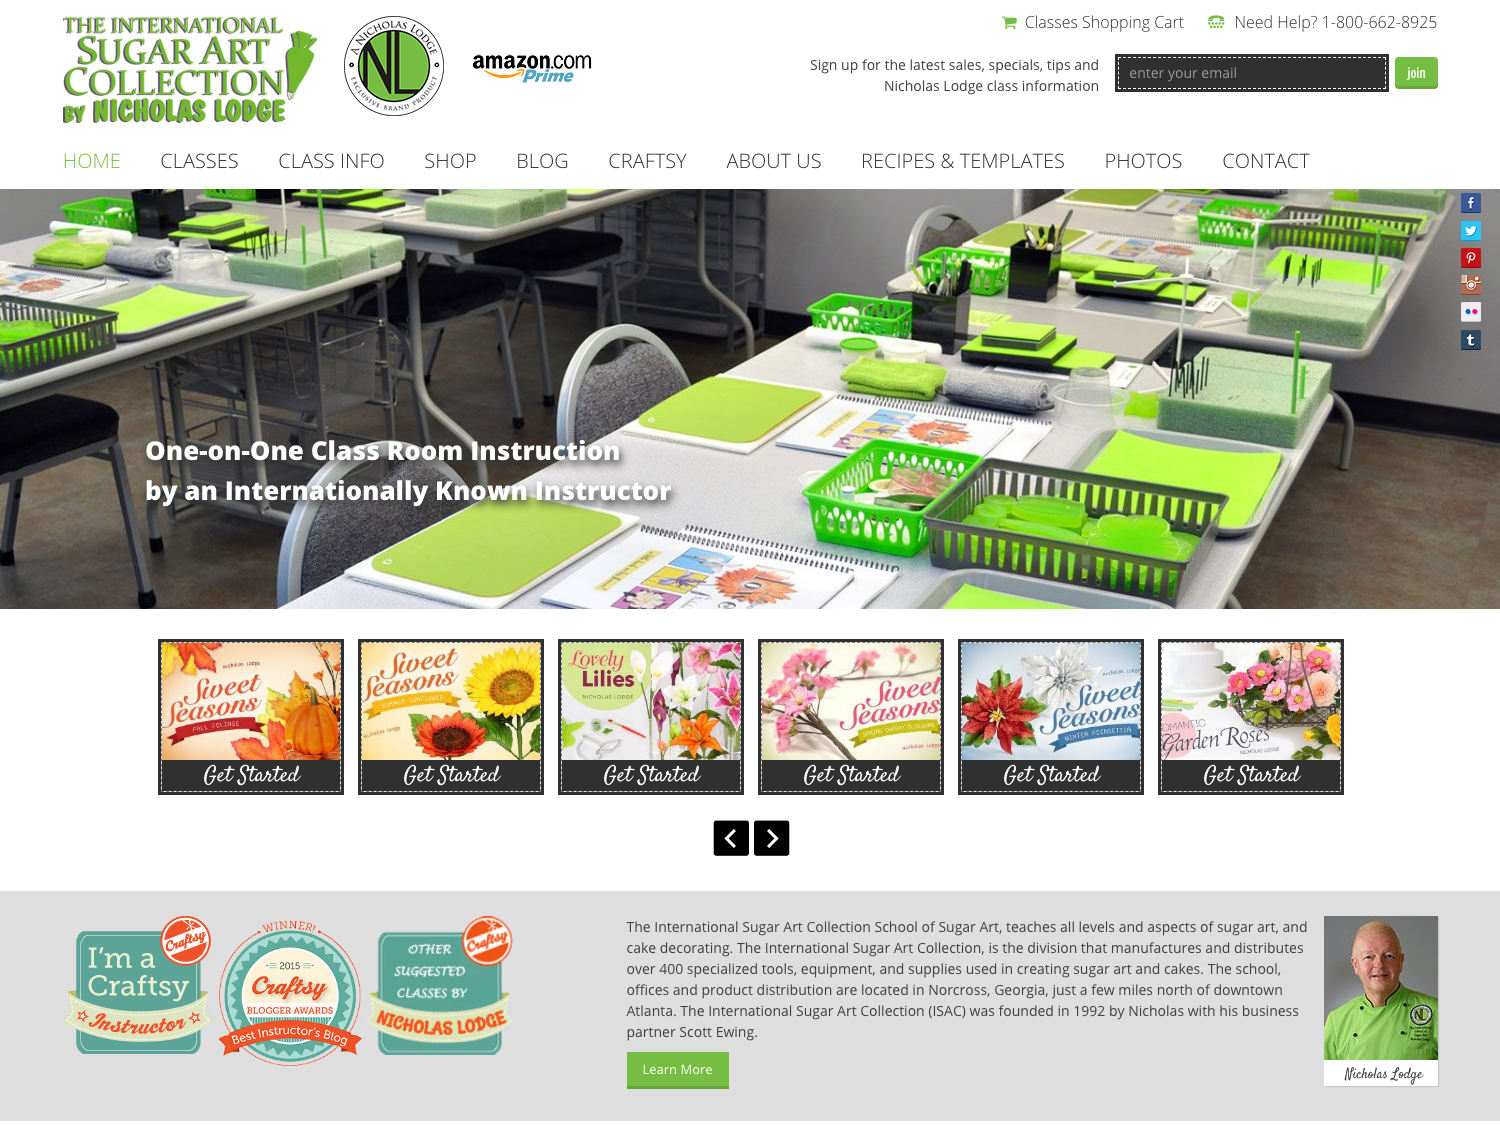 THE INTERNATIONAL
SUGAR ART
COLLECTION
BY NICHOLAS LODGE
A NICHOLAS LODGE
NL
EXCLUSIVE BRAND PRODUCT
amazon.com
Prime
Classes Shopping Cart
Need Help? 1-800-662-8925
Sign up for the latest sales, specials, tips and
Nicholas Lodge class information
enter your email
join
HOME
CLASSES
CLASS INFO
SHOP
BLOG
CRAFTSY
ABOUT US
RECIPES & TEMPLATES
PHOTOS
CONTACT
One-on-One Class Room Instruction
by an Internationally Known Instructor
NICHOLAS LODGE
Sweet
Seasons
FALL FOLIAGE
Get Started
Sweet
Seasons
SUMMER SUNFLOWER
NICHOLAS LODGE
Get Started
Lovely
Lilies
NICHOLAS LODGE
Get Started
Sweet
Seasons
SPRING CHERRY BLOSSOMS
NICHOLAS LODGE
Get Started
NICHOLAS LODGE
Sweet
Seasons
WINTER POINSETTIA
Get Started
OMANTIC
Garden Roses
NICHOLAS LODGE
Get Started
Craftsy
I'm a
Craftsy
Instructor
WINNER!
2015
Craftsy
BLOGGER AWARDS
Best Instructor's Blog
Craftsy
OTHER
SUGGESTED
CLASSES BY
NICHOLAS LODGE
The International Sugar Art Collection School of Sugar Art, teaches all levels and aspects of sugar art, and
cake decorating. The International Sugar Art Collection, is the division that manufactures and distributes
over 400 specialized tools, equipment, and supplies used in creating sugar art and cakes. The school,
offices and product distribution are located in Norcross, Georgia, just a few miles north of downtown
Atlanta. The International Sugar Art Collection (ISAC) was founded in 1992 by Nicholas with his business
partner Scott Ewing.
Learn More
NL
Nicholas Lodge